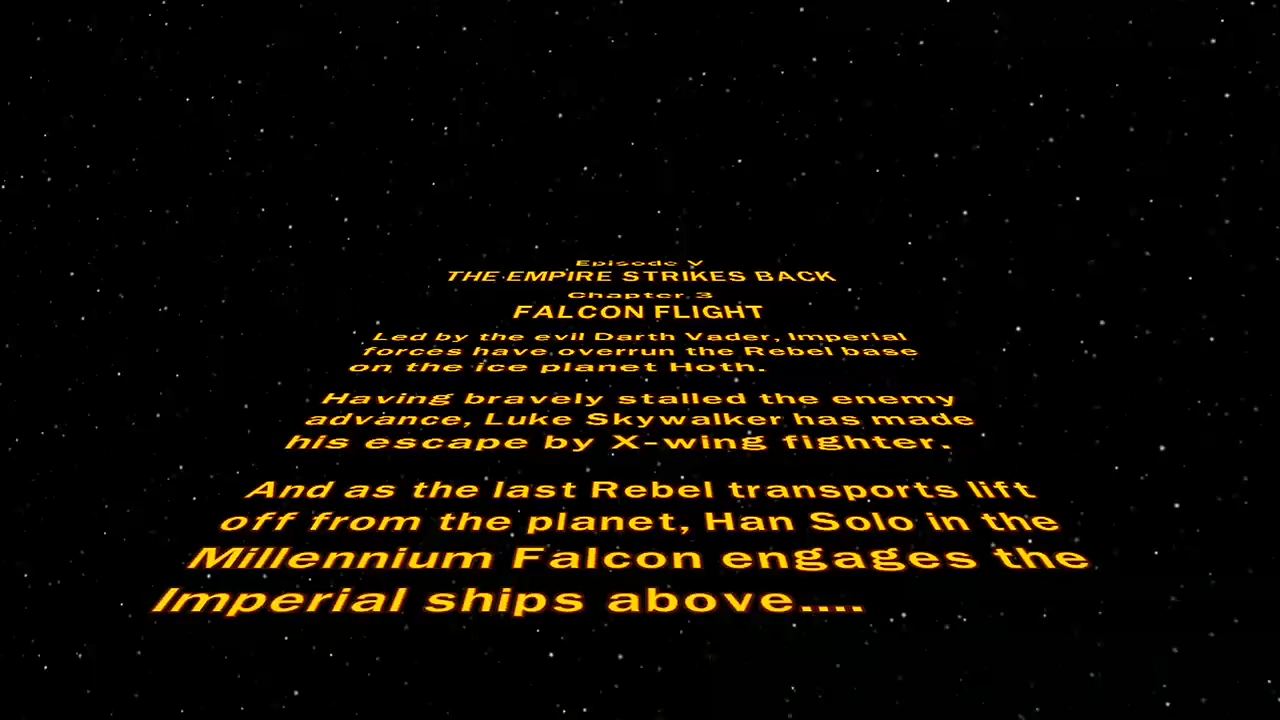 Episode V
THE EMPIRE STRIKES BACK
Chapter 3
FALCON FLIGHT
Led by the evil Darth Vader, Imperial
forces have overrun the Rebel base
on the ice planet Hoth.
Having bravely stalled the enemy
advance, Luke Skywalker has made
his escape by X-wing fighter.
And as the last Rebel transports lift
off from the planet, Han Solo in the
Millennium Falcon engages the
Imperial ships above....